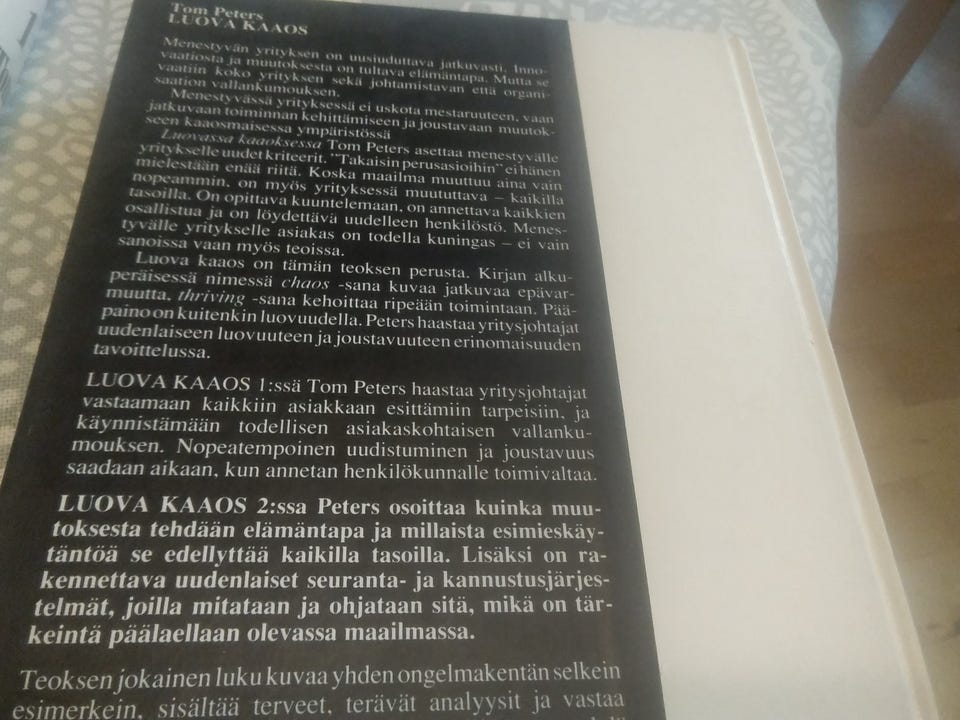 Tom Peters
LUOVA KAAOS
Menestyvän yrityksen on uusiuduttava jatkuvasti. Inno-
vaatiosta ja muutoksesta on tultava elämäntapa. Mutta se
vaatiin koko yrityksen sekä johtamistavan että organi-
saation vallankumouksen.
Menestyvässä yrityksessä ei uskota mestaruuteen, vaan
jatkuvaan toiminnan kehittämiseen ja joustavaan muutok-
seen kaaosmaisessa ympäristössä
Luovassa kaaoksessa Tom Peters asettaa menestyvälle
yritykselle uudet kriteerit. "Takaisin perusasioihin" ei hänen
mielestään enää riitä. Koska maailma muuttuu aina vain
nopeammin, on myös yrityksessä muututtava – kaikilla
tasoilla. On opittava kuuntelemaan, on annettava kaikkien
osallistua ja on löydettävä uudelleen henkilöstö. Menes-
tyvälle yritykselle asiakas on todella kuningas – ei vain
sanoissa vaan myös teoissa.
Luova kaaos on tämän teoksen perusta. Kirjan alku-
peräisessä nimessä chaos -sana kuvaa jatkuvaa epävar-
muutta, thriving -sana kehoittaa ripeään toimintaan. Pää-
paino on kuitenkin luovuudella. Peters haastaa yritysjohtajat
uudenlaiseen luovuuteen ja joustavuuteen erinomaisuuden
tavoittelussa.
LUOVA KAAOS 1:ssä Tom Peters haastaa yritysjohtajat
vastaamaan kaikkiin asiakkaan esittämiin tarpeisiin, ja
käynnistämään todellisen asiakaskohtaisen vallanku-
mouksen. Nopeatempoinen uudistuminen ja joustavuus
saadaan aikaan, kun annetan henkilökunnalle toimivaltaa.
LUOVA KAAOS 2:ssa Peters osoittaa kuinka muu-
toksesta tehdään elämäntapa ja millaista esimieskäy-
täntöä se edellyttää kaikilla tasoilla. Lisäksi on ra-
kennettava uudenlaiset seuranta- ja kannustusjärjes-
telmät, joilla mitataan ja ohjataan sitä, mikä on tär-
keintä päälaellaan olevassa maailmassa.
Teoksen jokainen luku kuvaa yhden ongelmakentän selkein
esimerkein, sisältää terveet, terävät analyysit ja vastaa